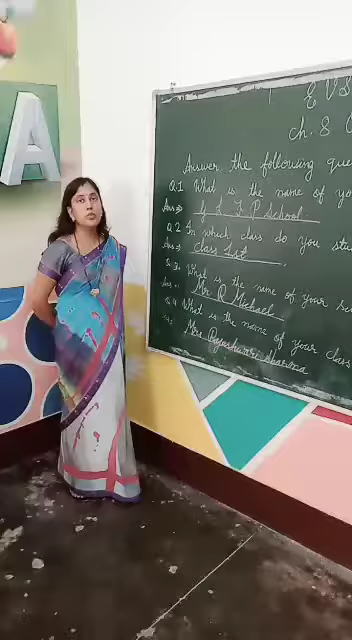 A
EVS
Ch. 8
Answer the following que
Q.1 What is the name of yo
Ans⇒ G. L. T. P School
Q.2 In which class do you stu
Ans⇒ Class 1st
Q.3. What is the name of your
Ans⇒ Mr. R Michael
Q.4 What is the name of your class
Mrs Rajeshwari Sharma